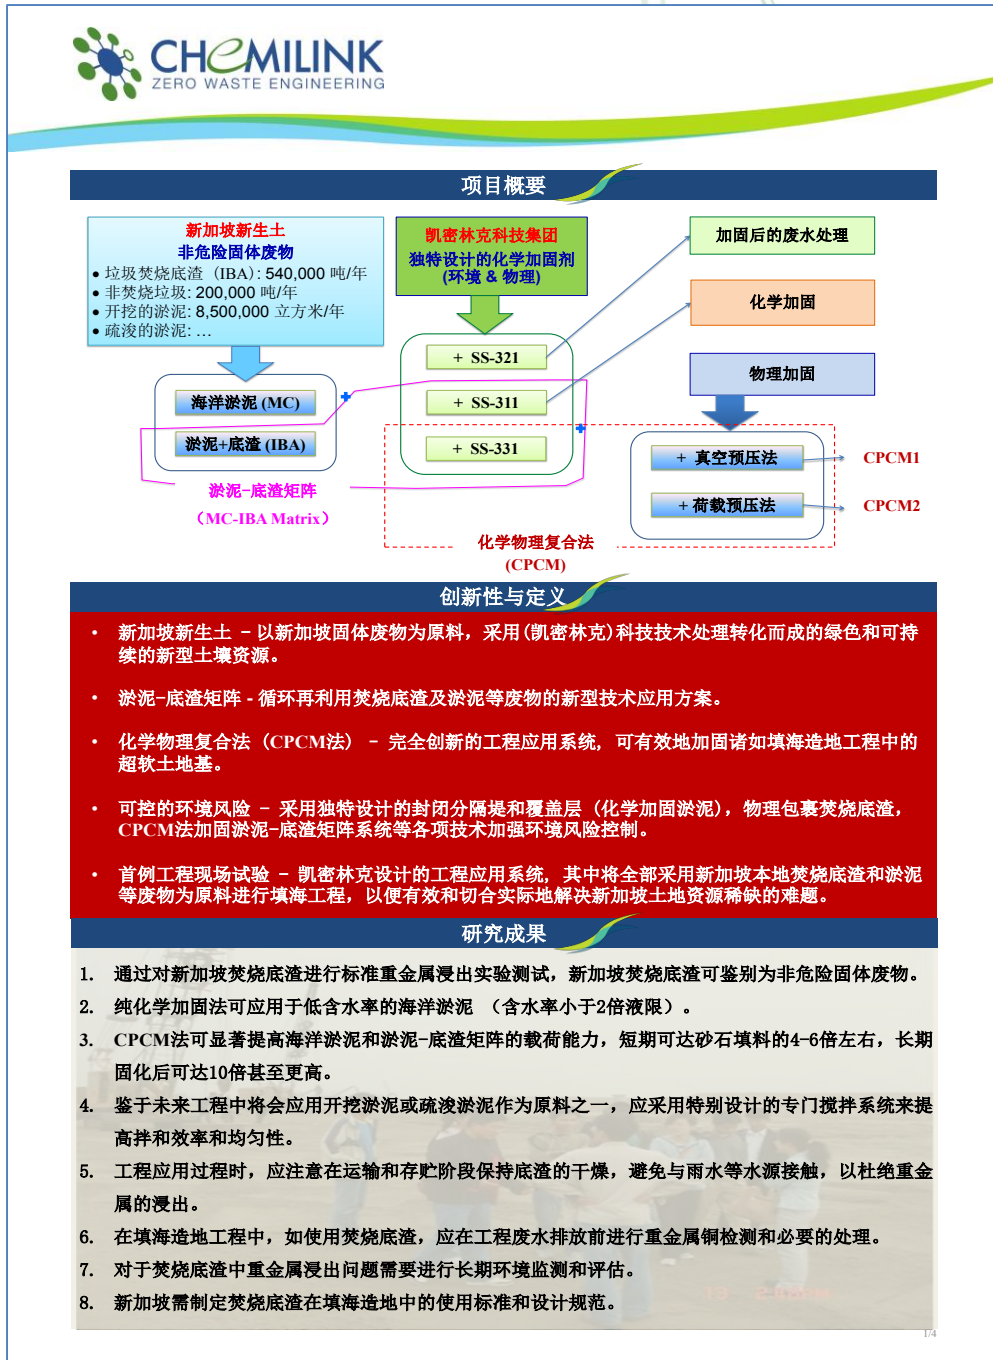 CHEMILINK
ZERO WASTE ENGINEERING
项目概要
新加坡新生土
非危险固体废物
● 垃圾焚烧底渣 (IBA): 540,000 吨/年
● 非焚烧垃圾: 200,000 吨/年
● 开挖的淤泥: 8,500,000 立方米/年
● 疏浚的淤泥: …
凯密林克科技集团
独特设计的化学加固剂
(环境 & 物理)
加固后的废水处理
化学加固
物理加固
+ SS-321
+ SS-311
+ SS-331
海洋淤泥 (MC)
淤泥+底渣 (IBA)
淤泥-底渣矩阵
（MC-IBA Matrix）
+ 真空预压法
CPCM1
+ 荷载预压法
CPCM2
化学物理复合法
(CPCM)
创新性与定义
• 新加坡新生土 - 以新加坡固体废物为原料，采用(凯密林克)科技技术处理转化而成的绿色和可持
续的新型土壤资源。
• 淤泥-底渣矩阵 - 循环再利用焚烧底渣及淤泥等废物的新型技术应用方案。
• 化学物理复合法 (CPCM法) - 完全创新的工程应用系统, 可有效地加固诸如填海造地工程中的
超软土地基。
• 可控的环境风险 - 采用独特设计的封闭分隔堤和覆盖层 (化学加固淤泥)，物理包裹焚烧底渣，
CPCM法加固淤泥-底渣矩阵系统等各项技术加强环境风险控制。
• 首例工程现场试验 - 凯密林克设计的工程应用系统, 其中将全部采用新加坡本地焚烧底渣和淤泥
等废物为原料进行填海工程, 以便有效和切合实际地解决新加坡土地资源稀缺的难题。
研究成果
1. 通过对新加坡焚烧底渣进行标准重金属浸出实验测试，新加坡焚烧底渣可鉴别为非危险固体废物。
2. 纯化学加固法可应用于低含水率的海洋淤泥 （含水率小于2倍液限）。
3. CPCM法可显著提高海洋淤泥和淤泥-底渣矩阵的载荷能力，短期可达砂石填料的4-6倍左右，长期
固化后可达10倍甚至更高。
4. 鉴于未来工程中将会应用开挖淤泥或疏浚淤泥作为原料之一，应采用特别设计的专门搅拌系统来提
高拌和效率和均匀性。
5. 工程应用过程时，应注意在运输和存贮阶段保持底渣的干燥，避免与雨水等水源接触，以杜绝重金
属的浸出。
6. 在填海造地工程中，如使用焚烧底渣，应在工程废水排放前进行重金属铜检测和必要的处理。
7. 对于焚烧底渣中重金属浸出问题需要进行长期环境监测和评估。
8. 新加坡需制定焚烧底渣在填海造地中的使用标准和设计规范。
1/4